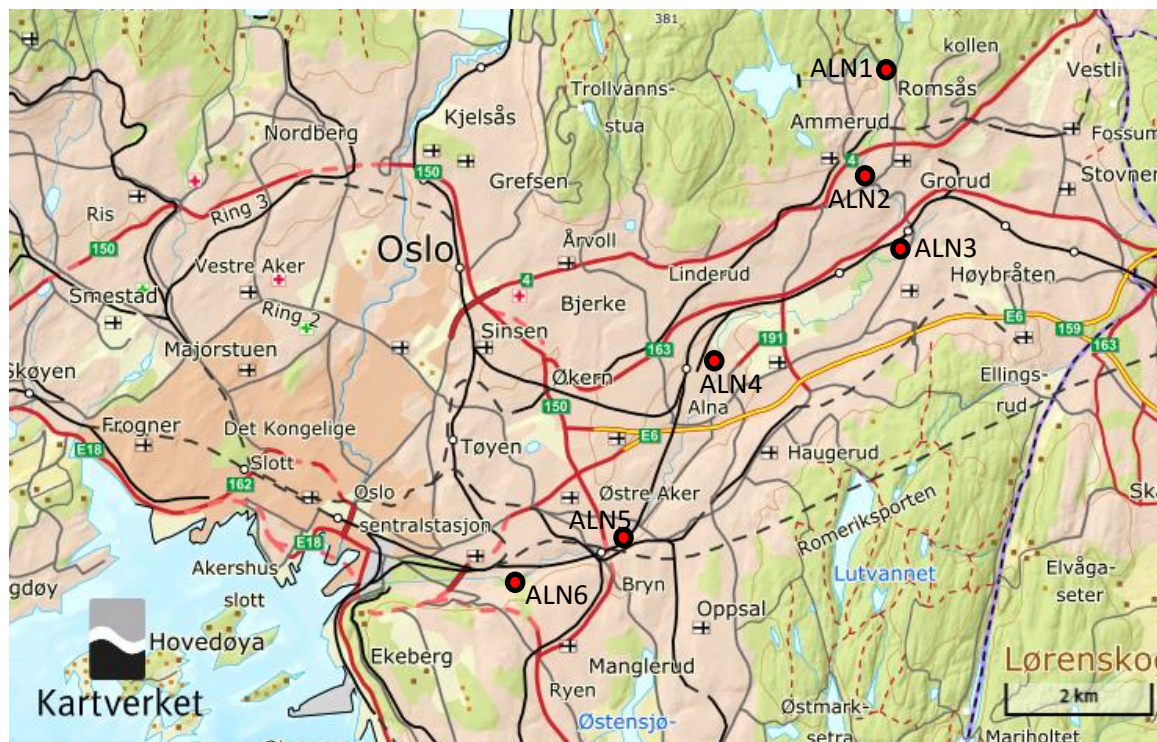 381
kollen
ALN1
Romsås
Vestli
Trollvanns-
stua
Kjelsås
Nordberg
Ammerud
Fossum
150
4
Grefsen
Grorud
Stovner
ALN2
Ring 3
Ris
150
Oslo
Årvoll
ALN3
Linderud
Høybråten
Vestre Aker
4
Smestad
Bjerke
Ring 2
Sinsen
E6
159
191
163
163
Majorstuen
Skøyen
Økern
ALN4
Ellings-
rud
150
Alna
Frogner
Det Kongelige
E6
E18
Tøyen
Haugerud
Slott
162
Oslo
Østre Aker
sentralstasjon
ALN5
Romeriksporten
E18
Akershus
slott
Bryn
Lutvannet
Elvåga-
seter
ALN6
Oppsal
Hovedøya
Ekeberg
Manglerud
Kartverket
Ryen
Østensjø-
Østmark-
setra
2 km
Mariholtet